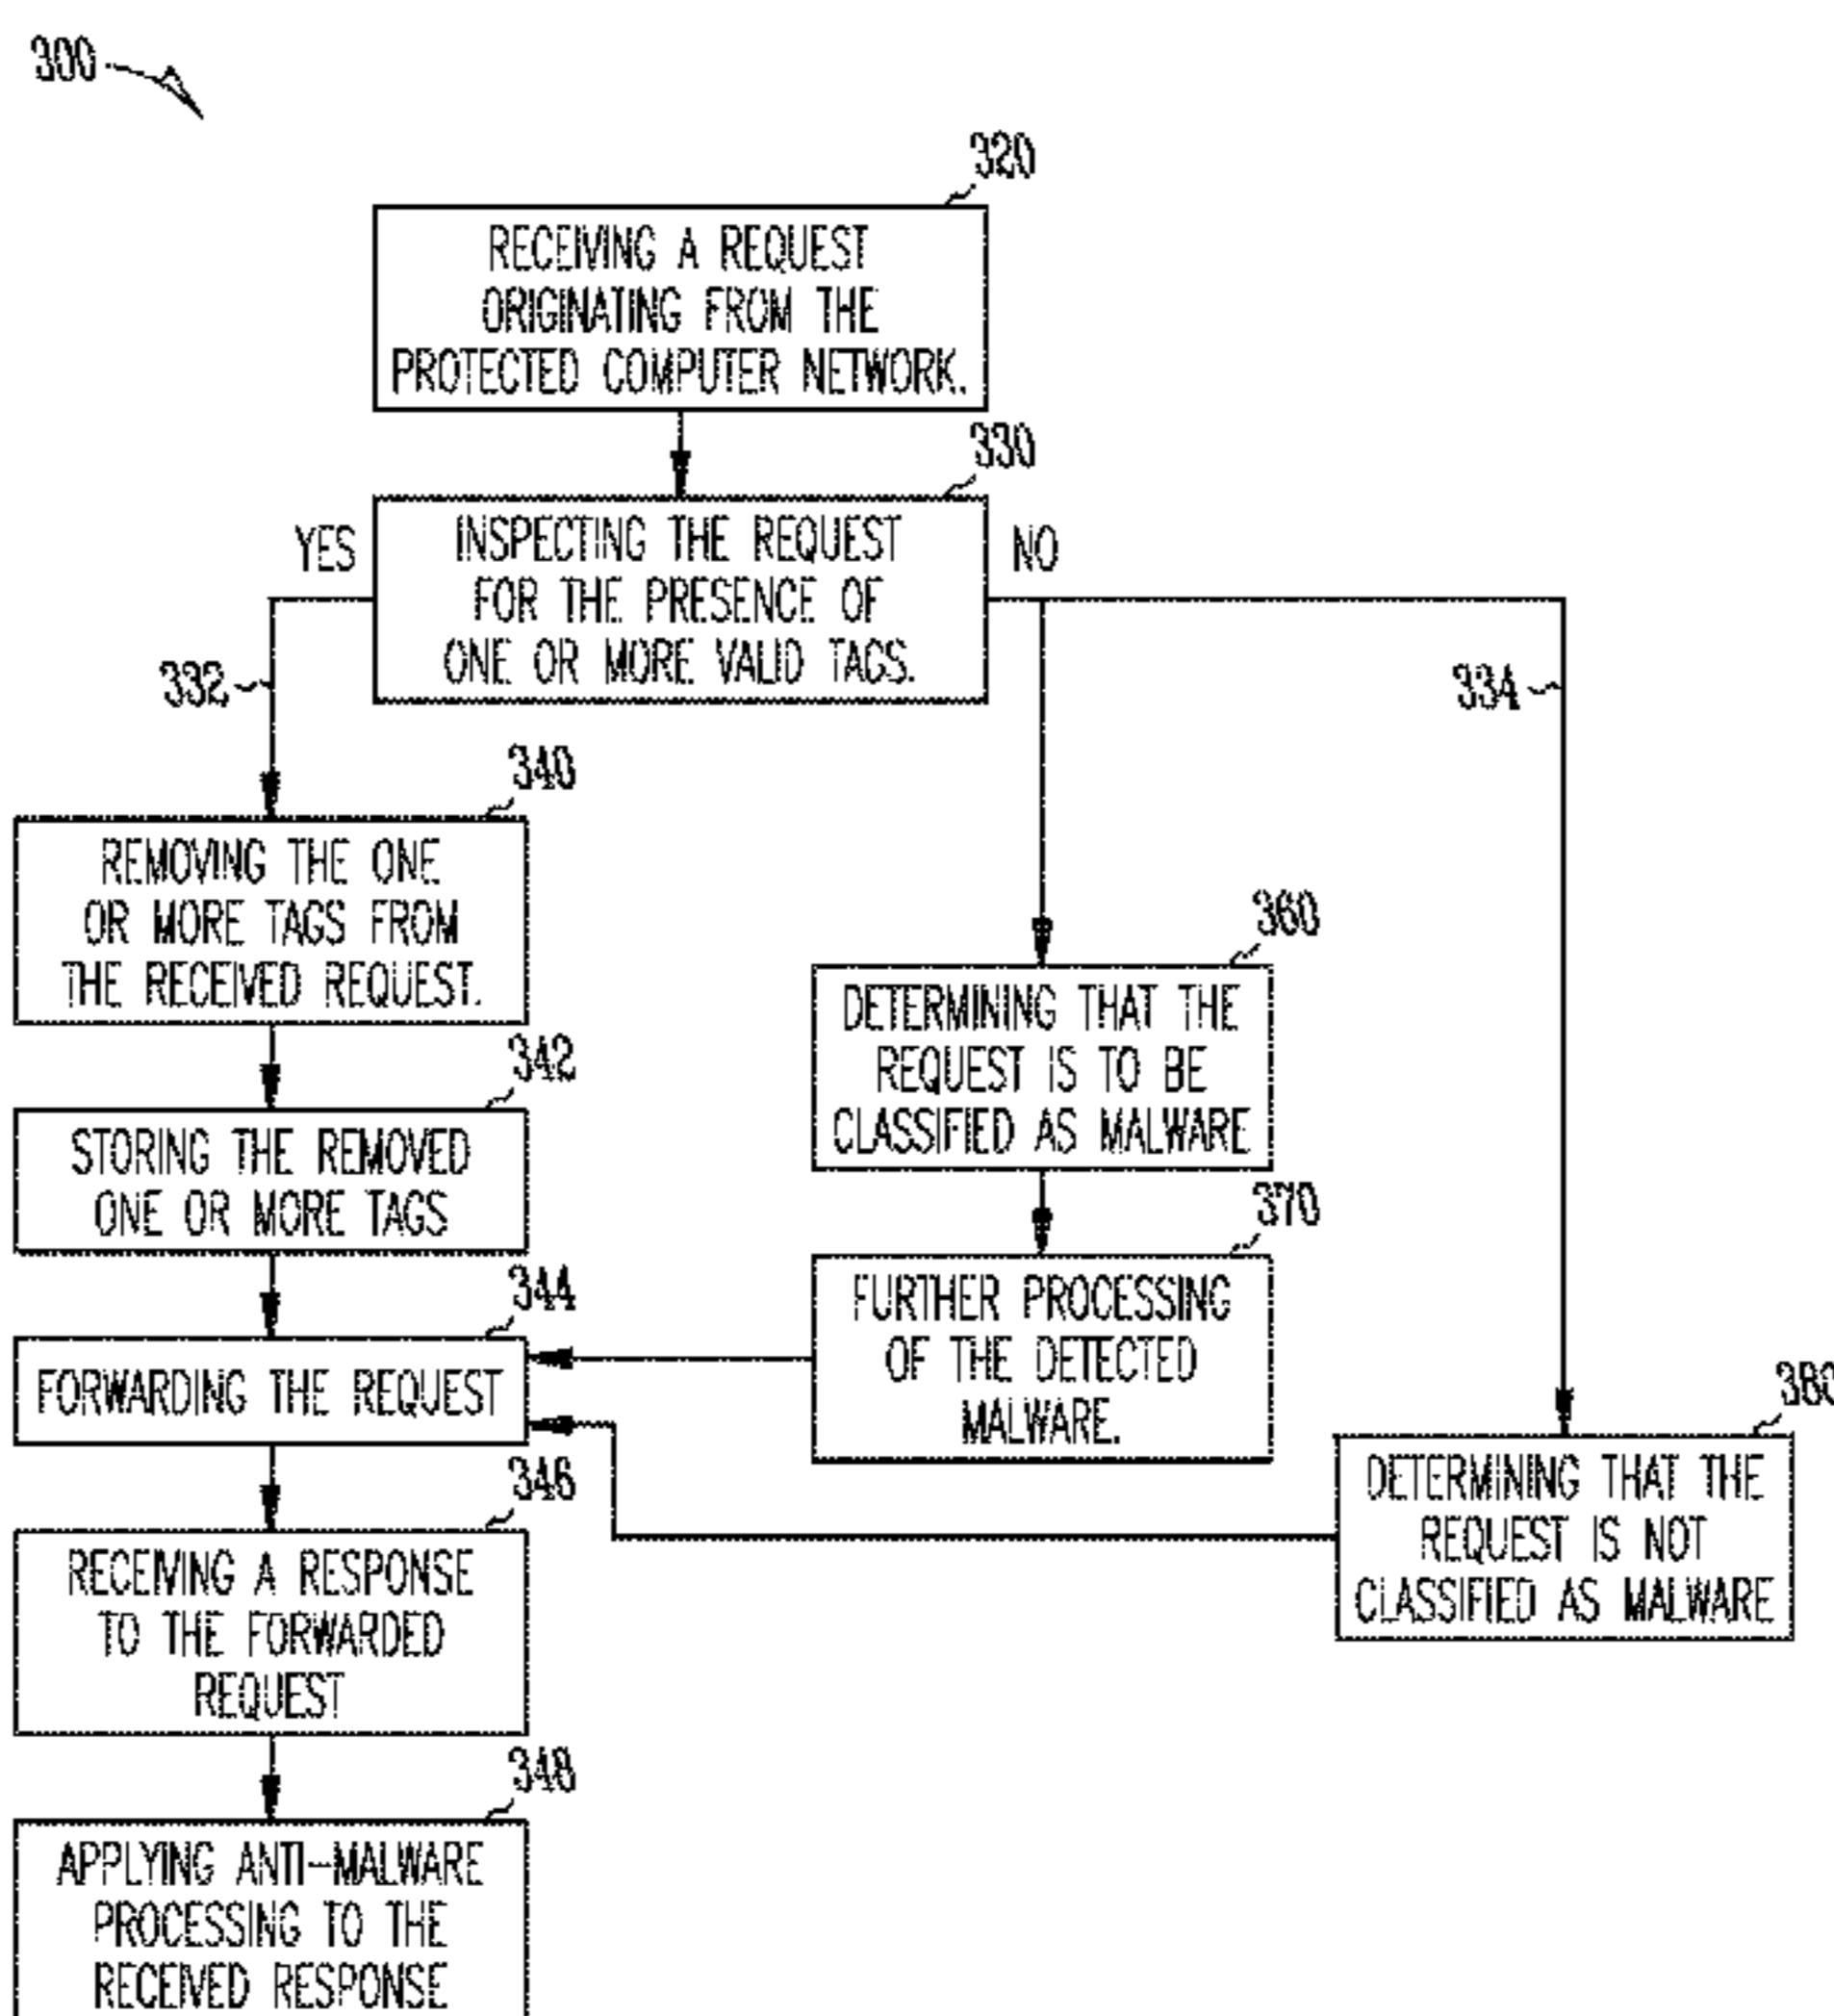 300
320
RECEIVING A REQUEST
ORIGINATING FROM THE
PROTECTED COMPUTER NETWORK.
330
YES
INSPECTING THE REQUEST
FOR THE PRESENCE OF
ONE OR MORE VALID TAGS.
NO
332
334
340
REMOVING THE ONE
OR MORE TAGS FROM
THE RECEIVED REQUEST.
342
STORING THE REMOVED
ONE OR MORE TAGS
344
FORWARDING THE REQUEST
346
RECEIVING A RESPONSE
TO THE FORWARDED
REQUEST
348
APPLYING ANTI-MALWARE
PROCESSING TO THE
RECEIVED RESPONSE
360
DETERMINING THAT THE
REQUEST IS TO BE
CLASSIFIED AS MALWARE
370
FURTHER PROCESSING
OF THE DETECTED
MALWARE.
380
DETERMINING THAT THE
REQUEST IS NOT
CLASSIFIED AS MALWARE